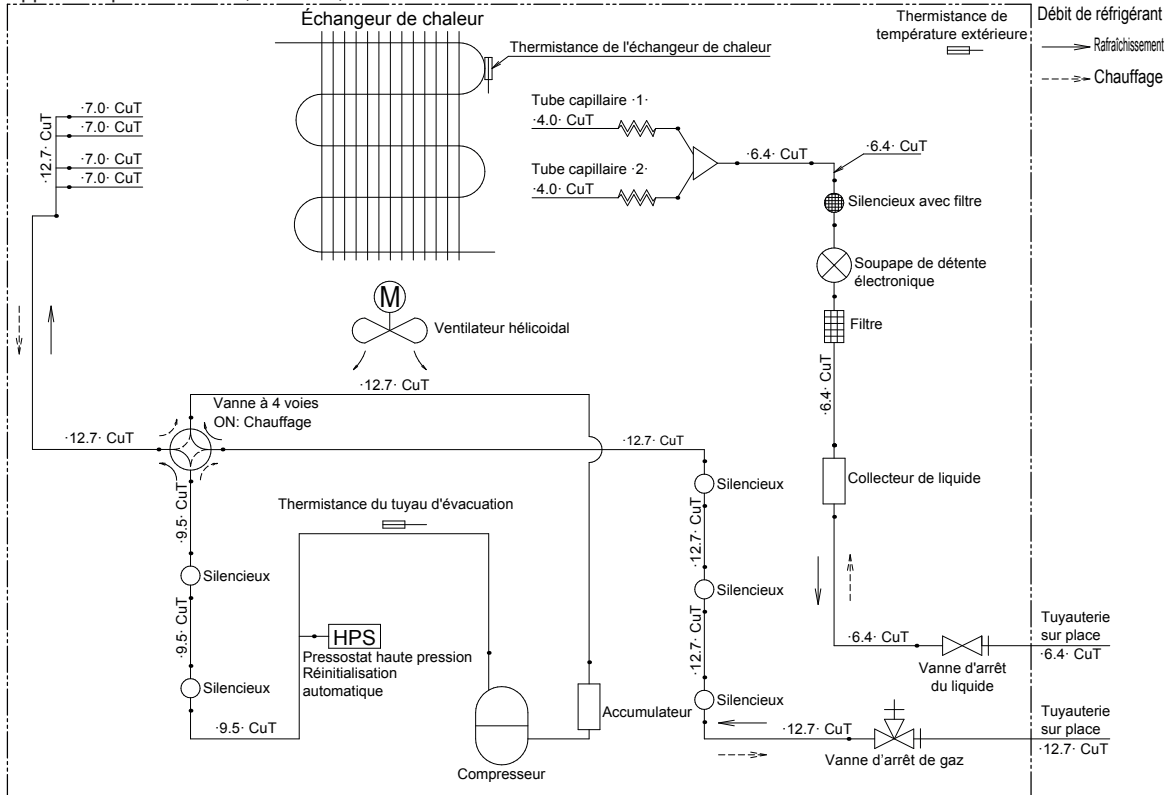 Échangeur de chaleur
Thermistance de
température extérieure
Débit de réfrigérant
Rafraîchissement
Chauffage
Thermistance de l'échangeur de chaleur
·7.0· CuT
·7.0· CuT
·7.0· CuT
·7.0· CuT
·12.7· CuT
Tube capillaire ·1·
·4.0· CuT
Tube capillaire ·2·
·4.0· CuT
·6.4· CuT
·6.4· CuT
Silencieux avec filtre
Soupape de détente
électronique
Filtre
M
Ventilateur hélicoidal
·6.4· CuT
·12.7· CuT
Vanne à 4 voies
ON: Chauffage
·12.7· CuT
·12.7· CuT
Collecteur de liquide
Silencieux
·9.5· CuT
Thermistance du tuyau d'évacuation
·12.7· CuT
Silencieux
Silencieux
·9.5· CuT
HPS
Pressostat haute pression
Réinitialisation
automatique
·12.7· CuT
·6.4· CuT
Vanne d'arrêt
du liquide
Tuyauterie
sur place
·6.4· CuT
Silencieux
Silencieux
Accumulateur
·9.5· CuT
Compresseur
·12.7· CuT
Vanne d'arrêt de gaz
Tuyauterie
sur place
·12.7· CuT